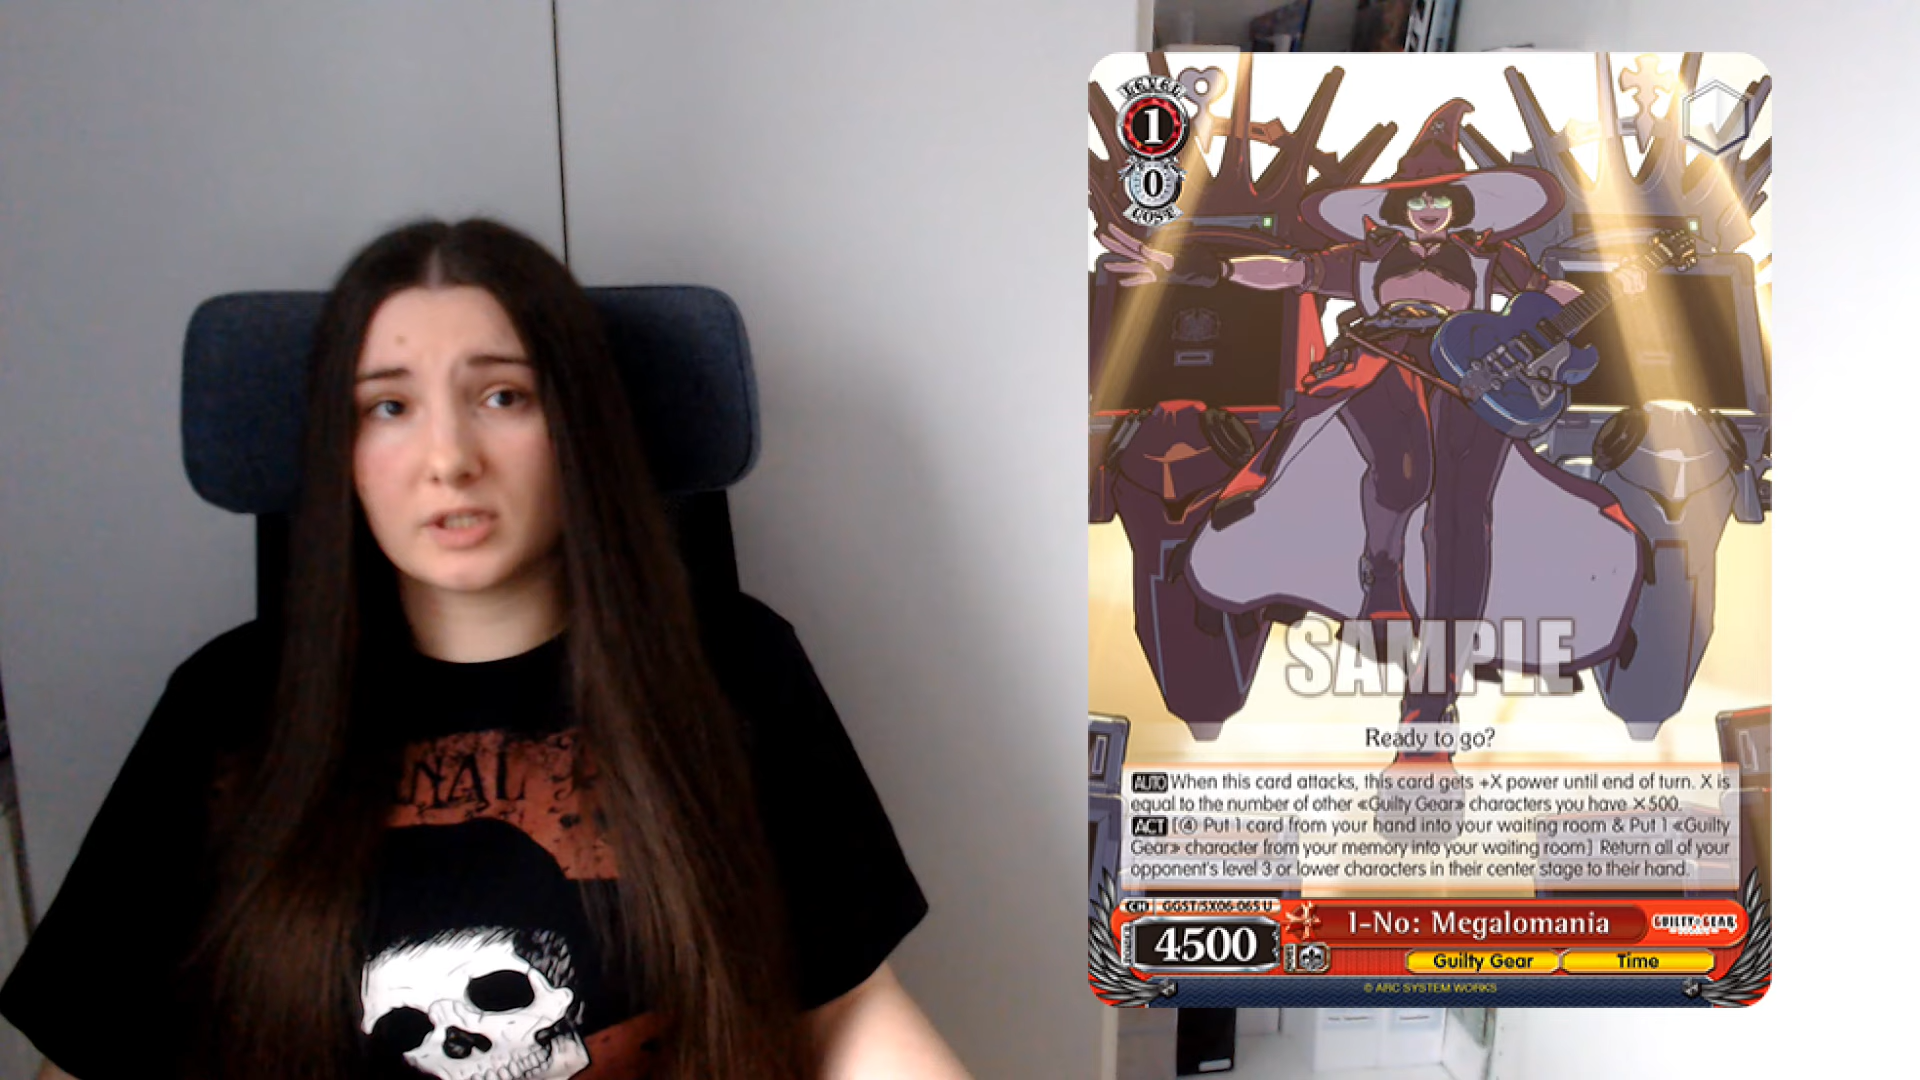 LEVEL
1
0
COST
SAMPLE
Ready to go?
AUTO When this card attacks, this card gets +X power until end of turn. X is
equal to the number of other «Guilty Gear» characters you have ×500.
ACT [④ Put 1 card from your hand into your waiting room & Put 1 «Guilty
Gear» character from your memory into your waiting room] Return all of your
opponent's level 3 or lower characters in their center stage to their hand.
CH GGST/SX06-065 U
POWER 4500
SOUL
I-No: Megalomania
GUILTY GEAR
Guilty Gear
Time
© ARC SYSTEM WORKS